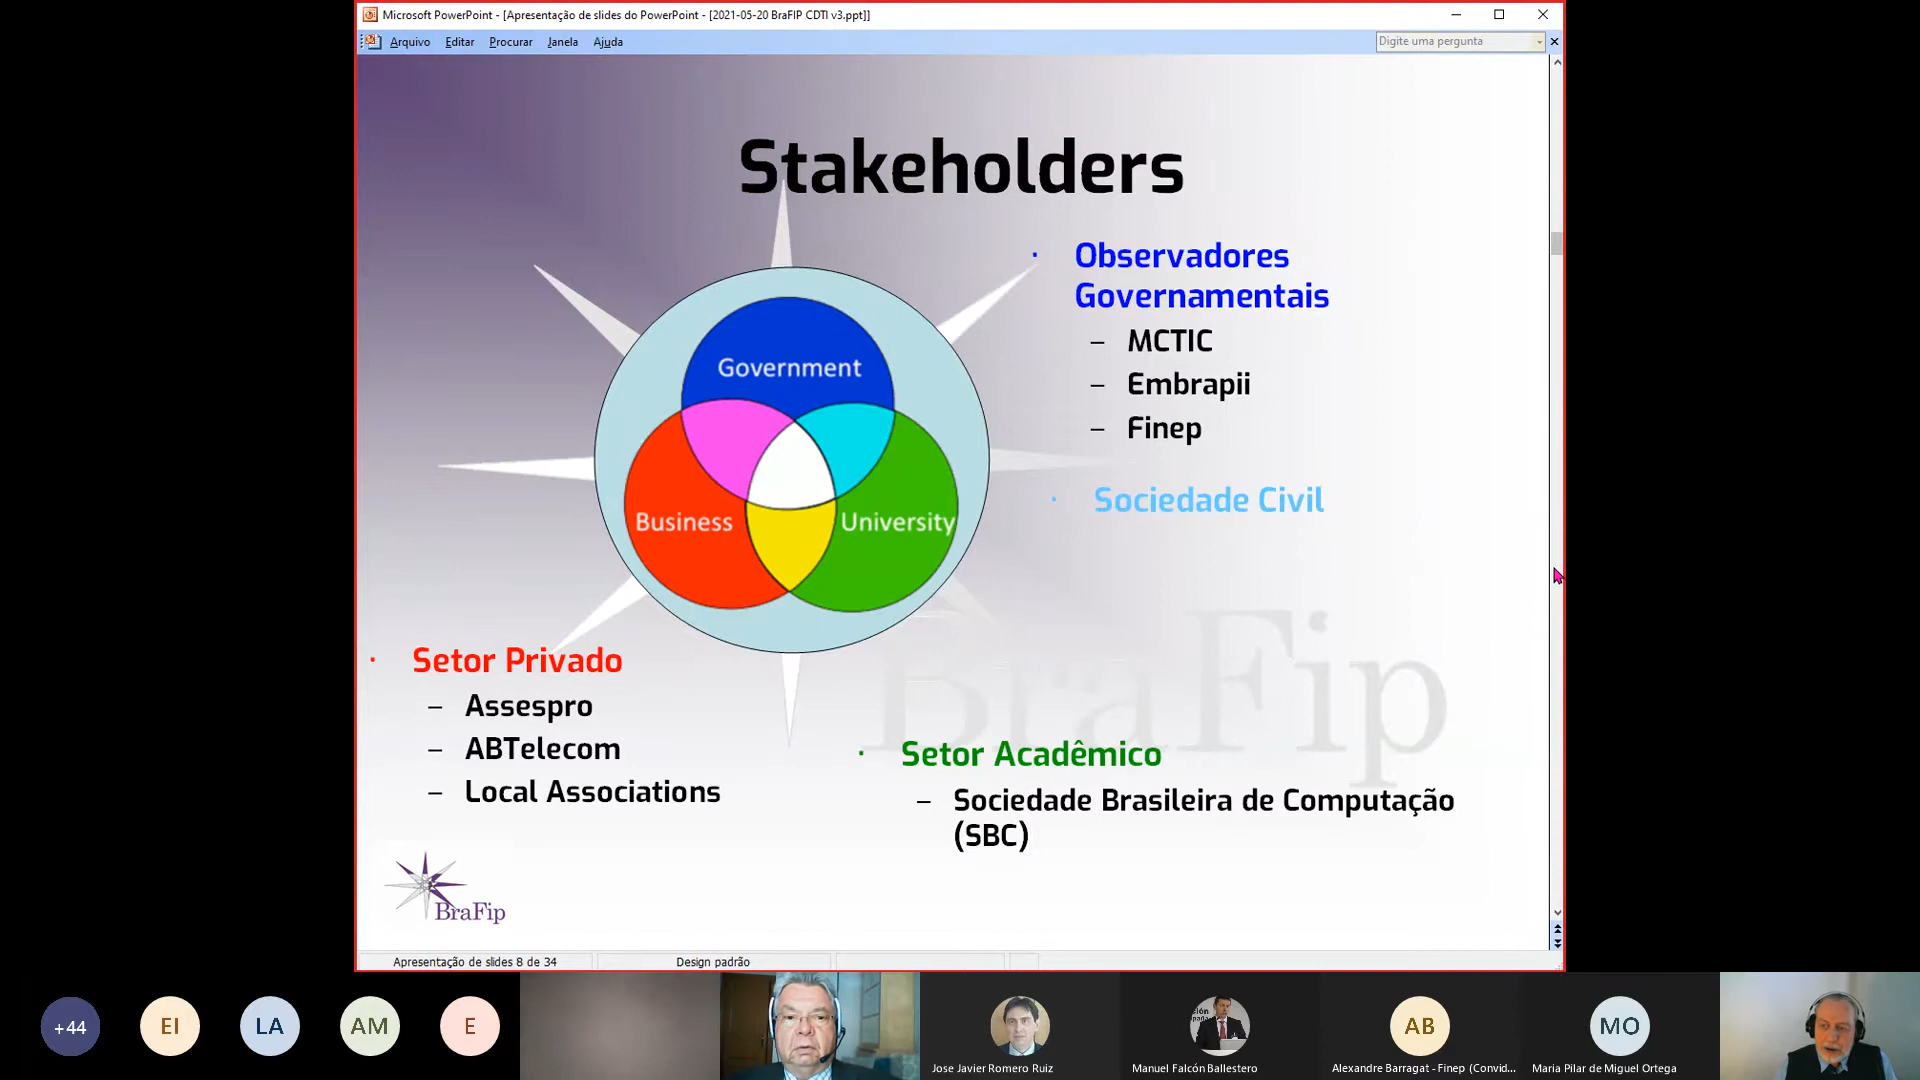 Microsoft PowerPoint - [Apresentação de slides do PowerPoint - [2021-05-20 BraFIP CDTI v3.ppt]]
Arquivo Editar Procurar Janela Ajuda
Digite uma pergunta
Stakeholders
· Observadores
Governamentais
– MCTIC
– Embrapii
– Finep
· Sociedade Civil
Government
Business
University
· Setor Privado
– Assespro
– ABTelecom
– Local Associations
BraFip
· Setor Acadêmico
– Sociedade Brasileira de Computação
(SBC)
BraFip
Apresentação de slides 8 de 34
Design padrão
+44
EI
LA
AM
E
AB
MO
Jose Javier Romero Ruiz
Manuel Falcón Ballestero
Alexandre Barragat - Finep (Convid...
Maria Pilar de Miguel Ortega